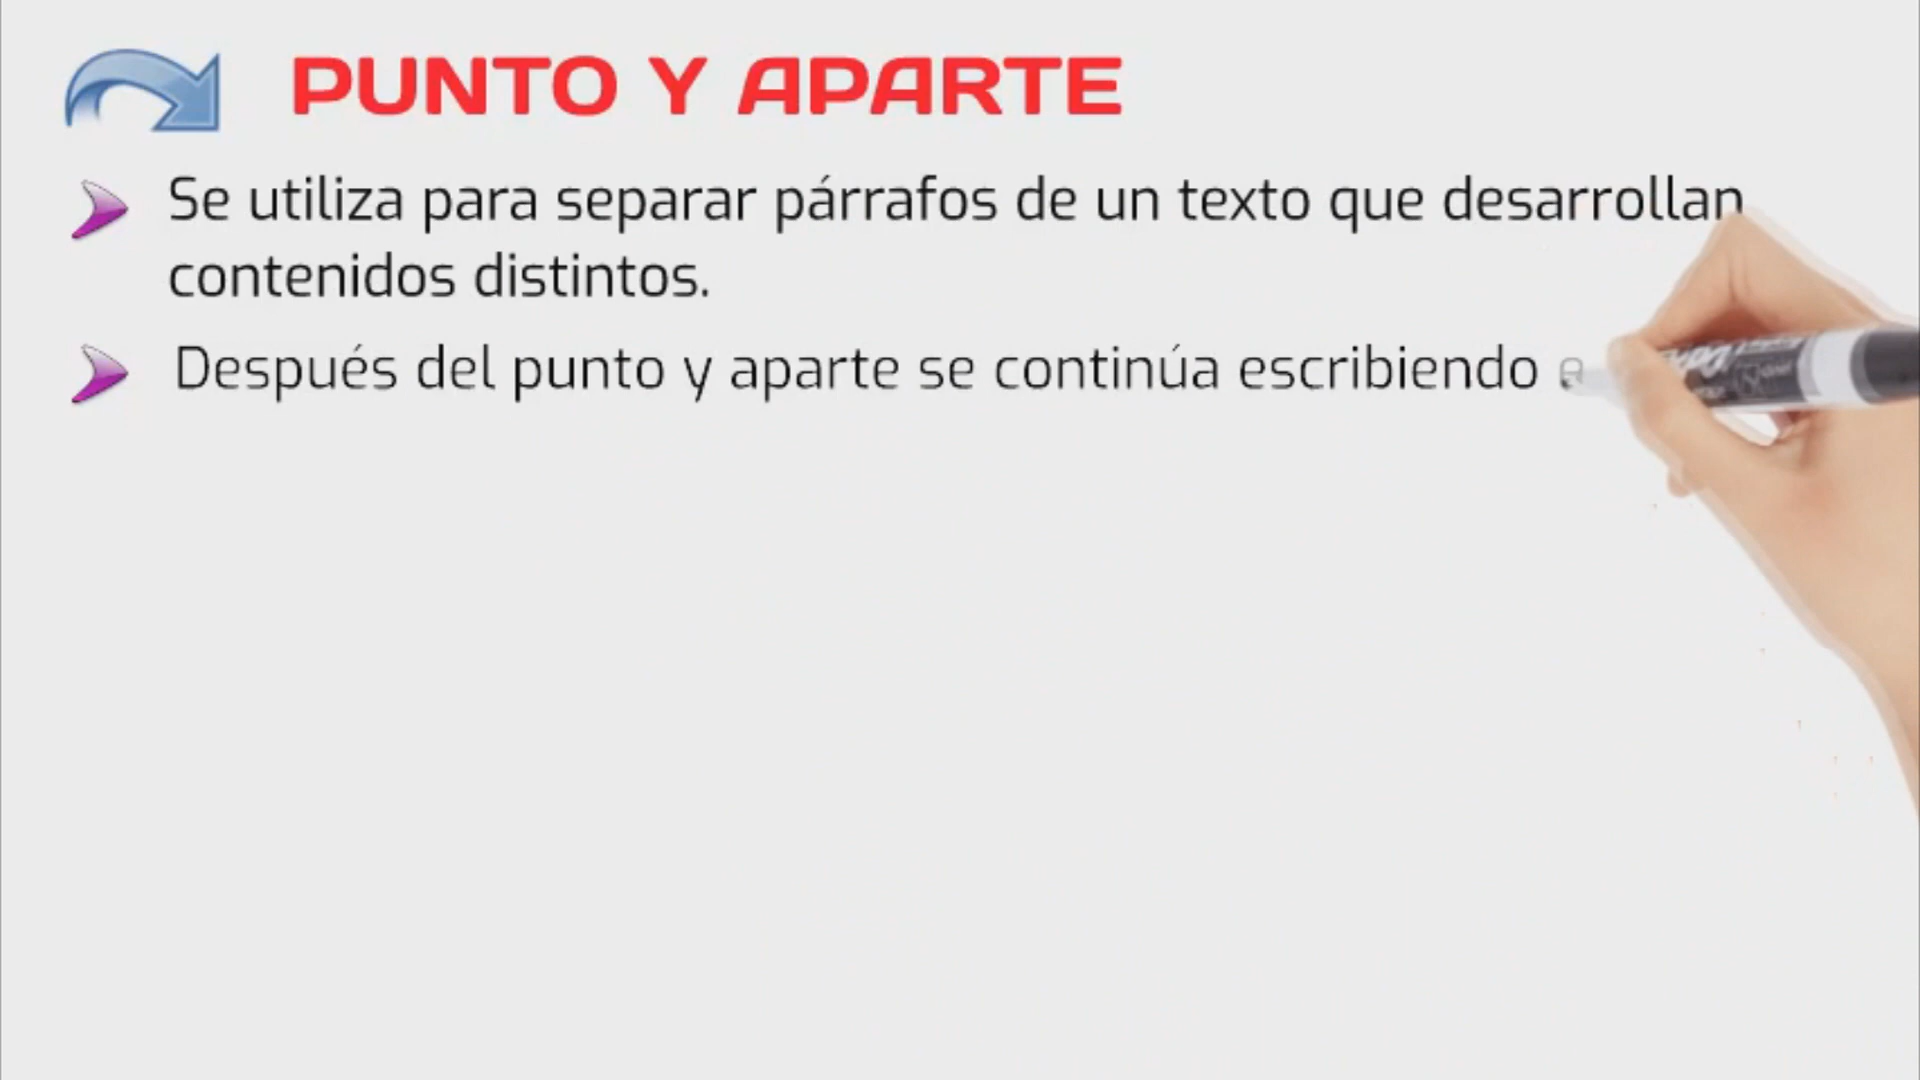 PUNTO Y APARTE
Se utiliza para separar párrafos de un texto que desarrollan
contenidos distintos.
Después del punto y aparte se continúa escribiendo